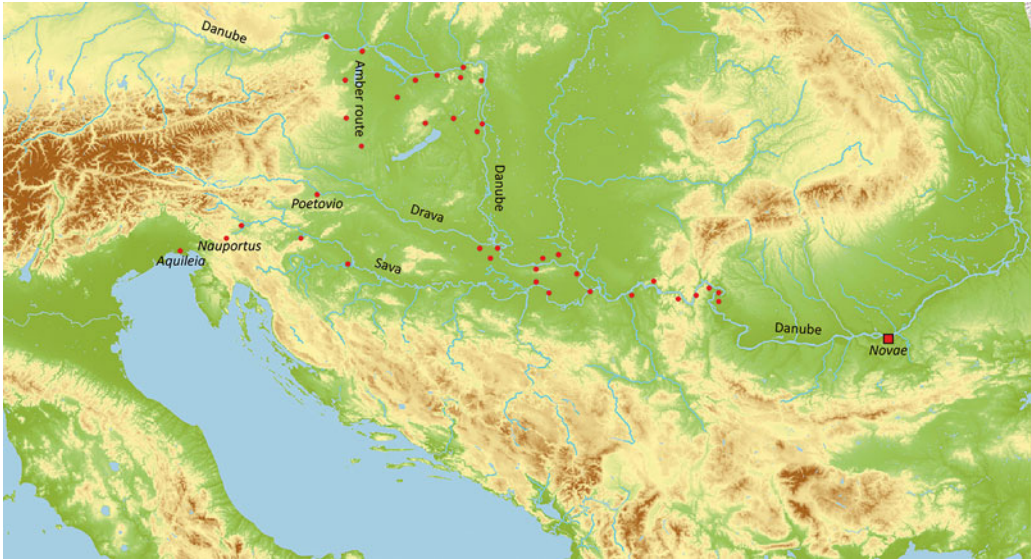 Danube
Amber route
Danube
Poetovio
Drava
Nauportus
Aquileia
Sava
Danube
Novae